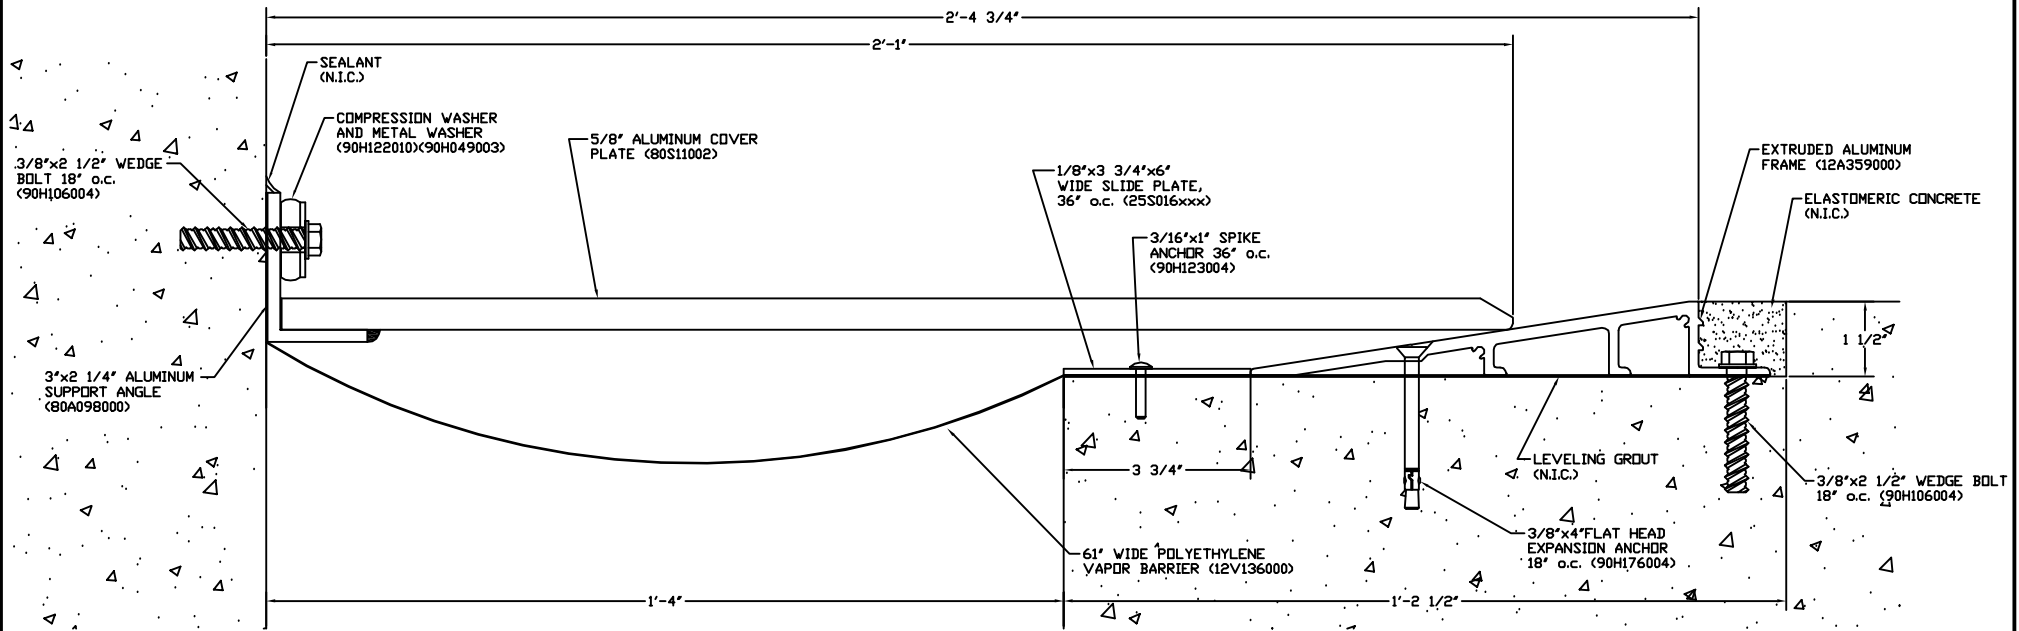 2'-4 3/4"
2'-1"
SEALANT
(N.I.C.)
COMPRESSION WASHER
AND METAL WASHER
(90H122010)(90H049003)
5/8" ALUMINUM COVER
PLATE (80S11002)
3/8"x2 1/2" WEDGE
BOLT 18" o.c.
(90H106004)
1/8"x3 3/4"x6"
WIDE SLIDE PLATE,
36" o.c. (25S016xxx)
EXTRUDED ALUMINUM
FRAME (12A359000)
ELASTOMERIC CONCRETE
(N.I.C.)
3/16"x1" SPIKE
ANCHOR 36" o.c.
(90H123004)
1 1/2"
3"x2 1/4" ALUMINUM
SUPPORT ANGLE
(80A098000)
3 3/4"
LEVELING GROUT
(N.I.C.)
3/8"x2 1/2" WEDGE BOLT
18" o.c. (90H106004)
61" WIDE POLYETHYLENE
VAPOR BARRIER (12V136000)
3/8"x4"FLAT HEAD
EXPANSION ANCHOR
18" o.c. (90H176004)
1'-4"
1'-2 1/2"